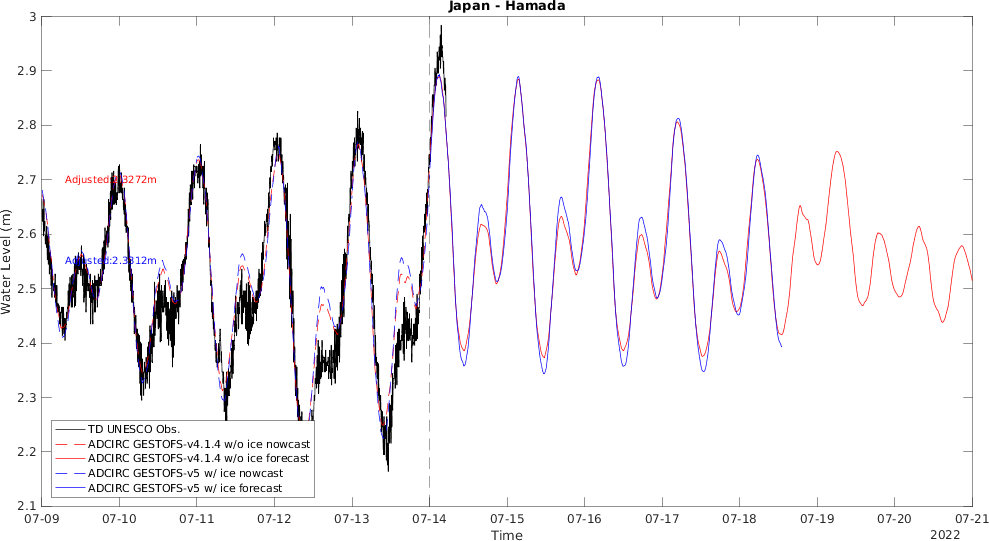 Japan - Hamada
3
2.9
2.8
2.7
2.6
2.5
2.4
2.3
2.2
2.1
Water Level (m)
Adjusted:2.3272m
Adjusted:2.3312m
TD UNESCO Obs.
ADCIRC GESTOFS-v4.1.4 w/o ice nowcast
ADCIRC GESTOFS-v4.1.4 w/o ice forecast
ADCIRC GESTOFS-v5 w/ ice nowcast
ADCIRC GESTOFS-v5 w/ ice forecast
07-09 07-10 07-11 07-12 07-13 07-14 07-15 07-16 07-17 07-18 07-19 07-20 07-21
Time
2022